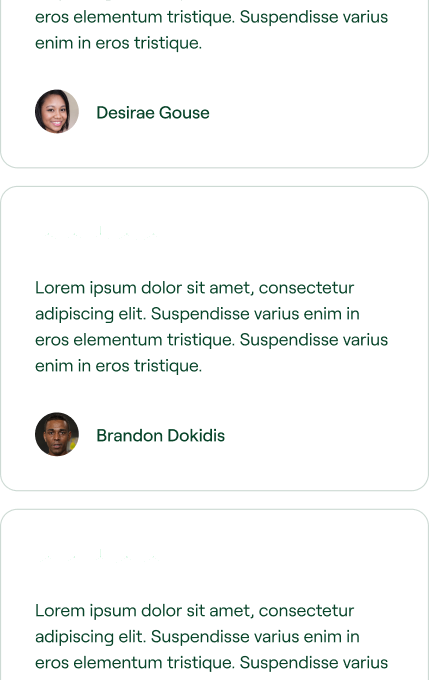 eros elementum tristique. Suspendisse varius
enim in eros tristique.
Desirae Gouse
Lorem ipsum dolor sit amet, consectetur
adipiscing elit. Suspendisse varius enim in
eros elementum tristique. Suspendisse varius
enim in eros tristique.
Brandon Dokidis
Lorem ipsum dolor sit amet, consectetur
adipiscing elit. Suspendisse varius enim in
eros elementum tristique. Suspendisse varius